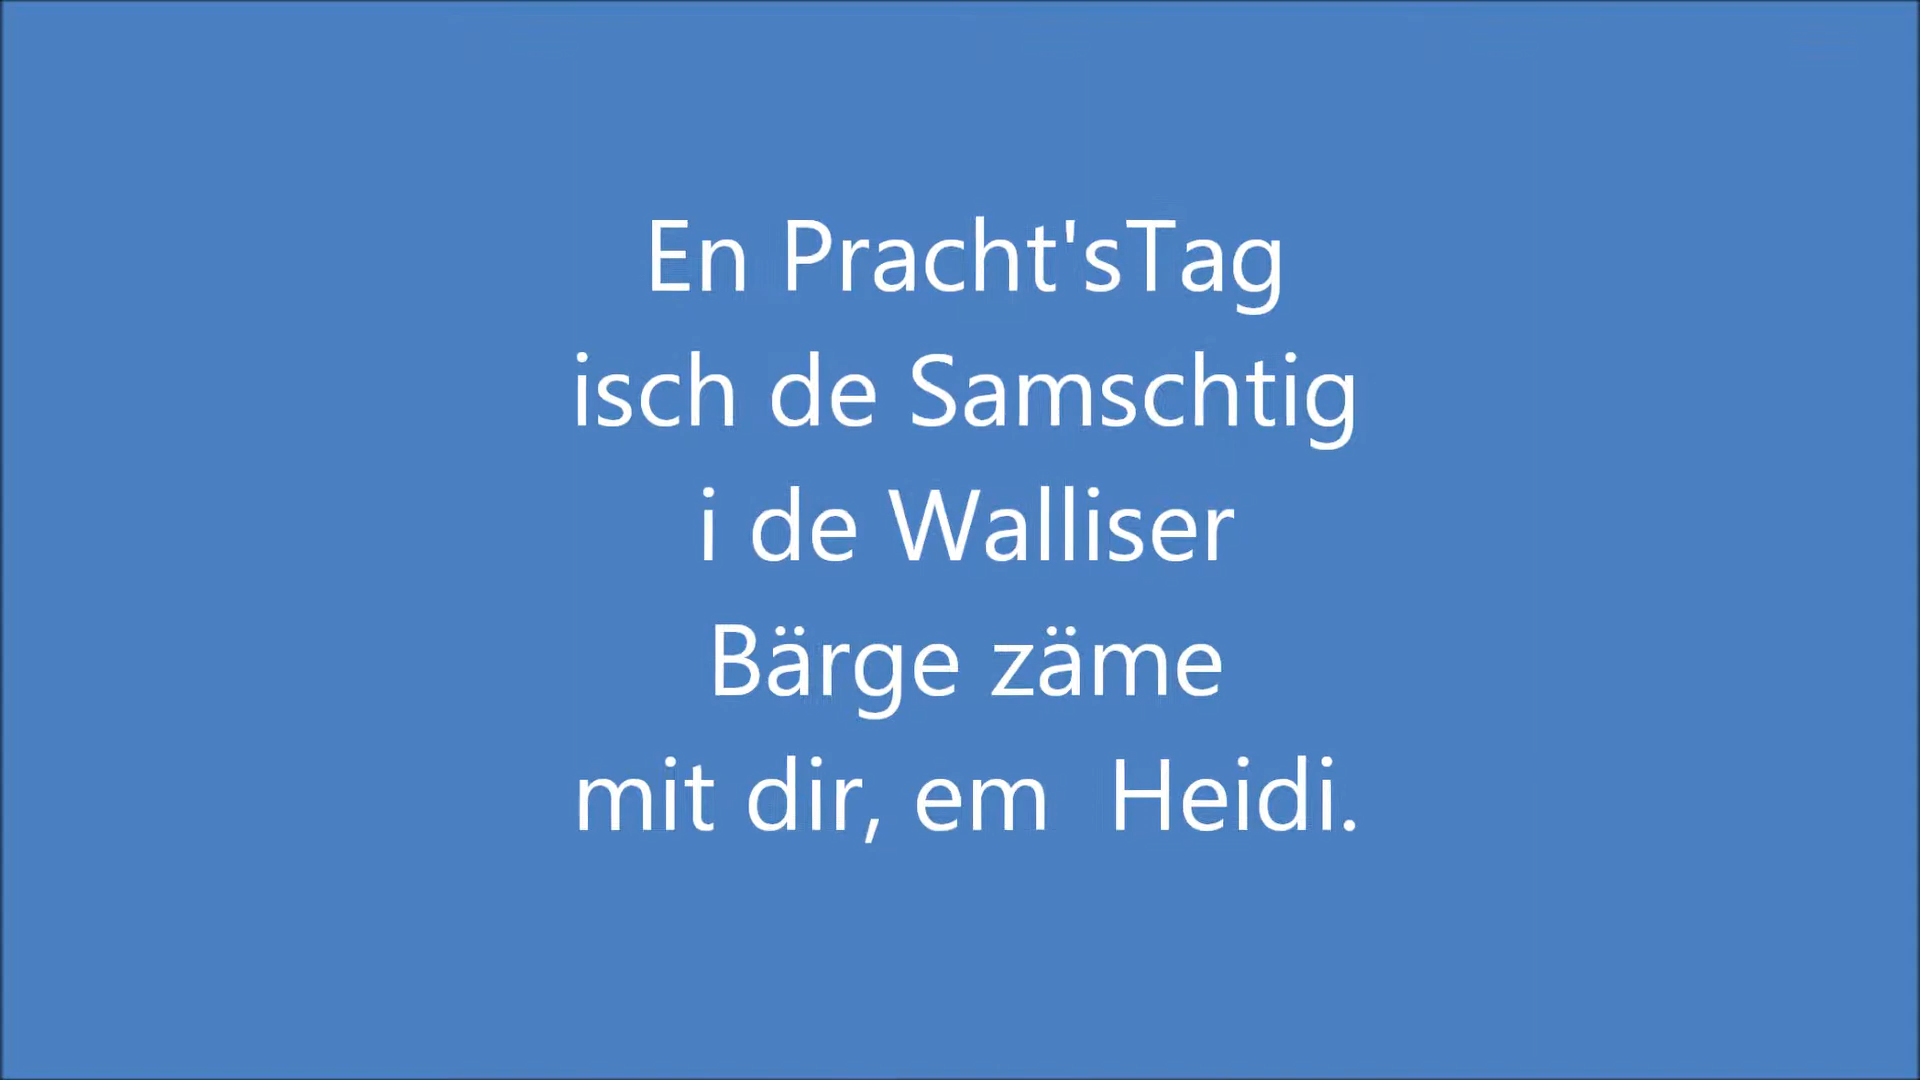 En Pracht'sTag
isch de Samschtig
i de Walliser
Bärge zäme
mit dir, em  Heidi.